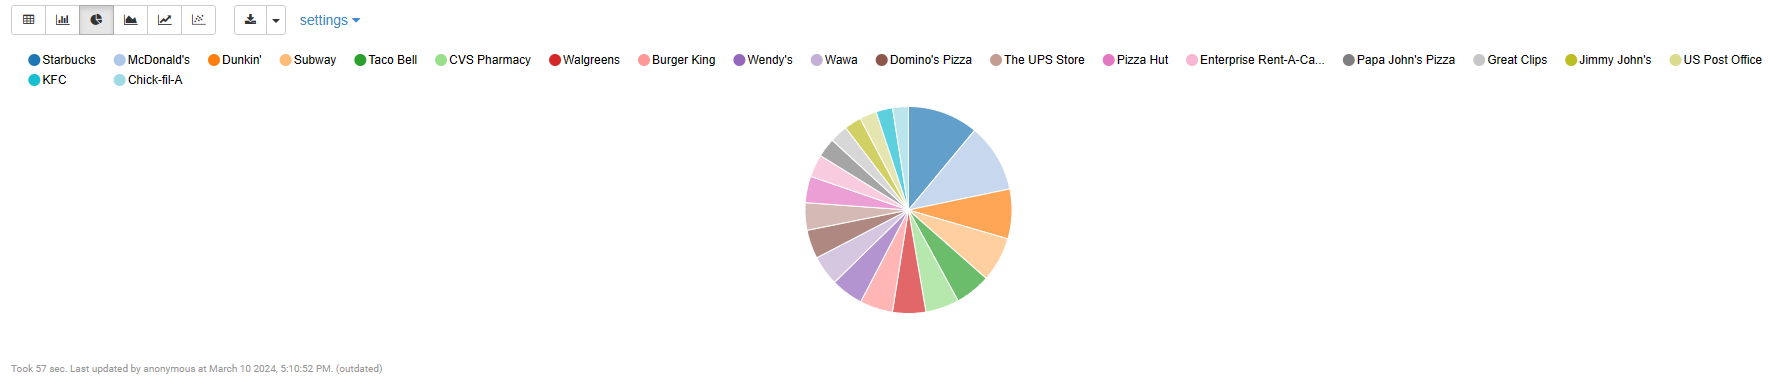 settings
Starbucks McDonald's Dunkin' Subway Taco Bell CVS Pharmacy Walgreens Burger King Wendy's Wawa Domino's Pizza The UPS Store Pizza Hut Enterprise Rent-A-Ca... Papa John's Pizza Great Clips Jimmy John's US Post Office
KFC Chick-fil-A
Took 57 sec. Last updated by anonymous at March 10 2024, 5:10:52 PM. (outdated)